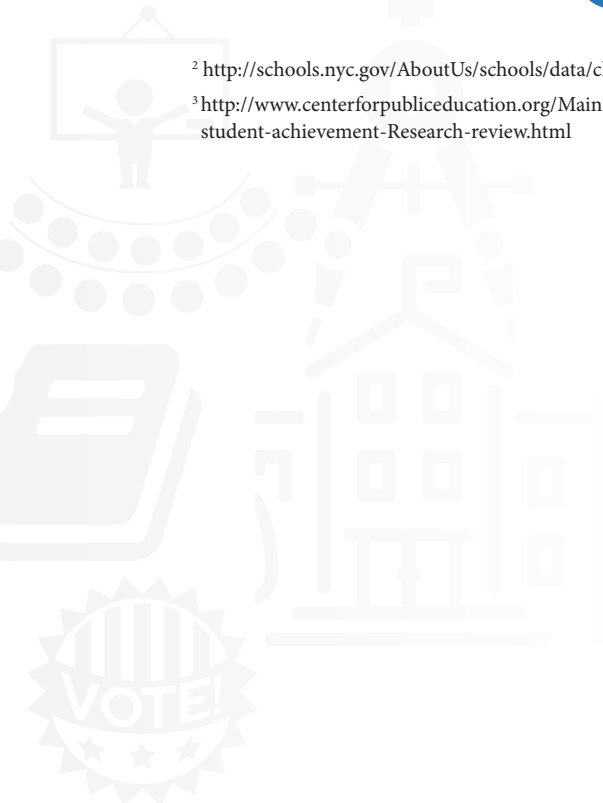 ² http://schools.nyc.gov/AboutUs/schools/data/c
³ http://www.centerforpubliceducation.org/Main
student-achievement-Research-review.html
VOTE!